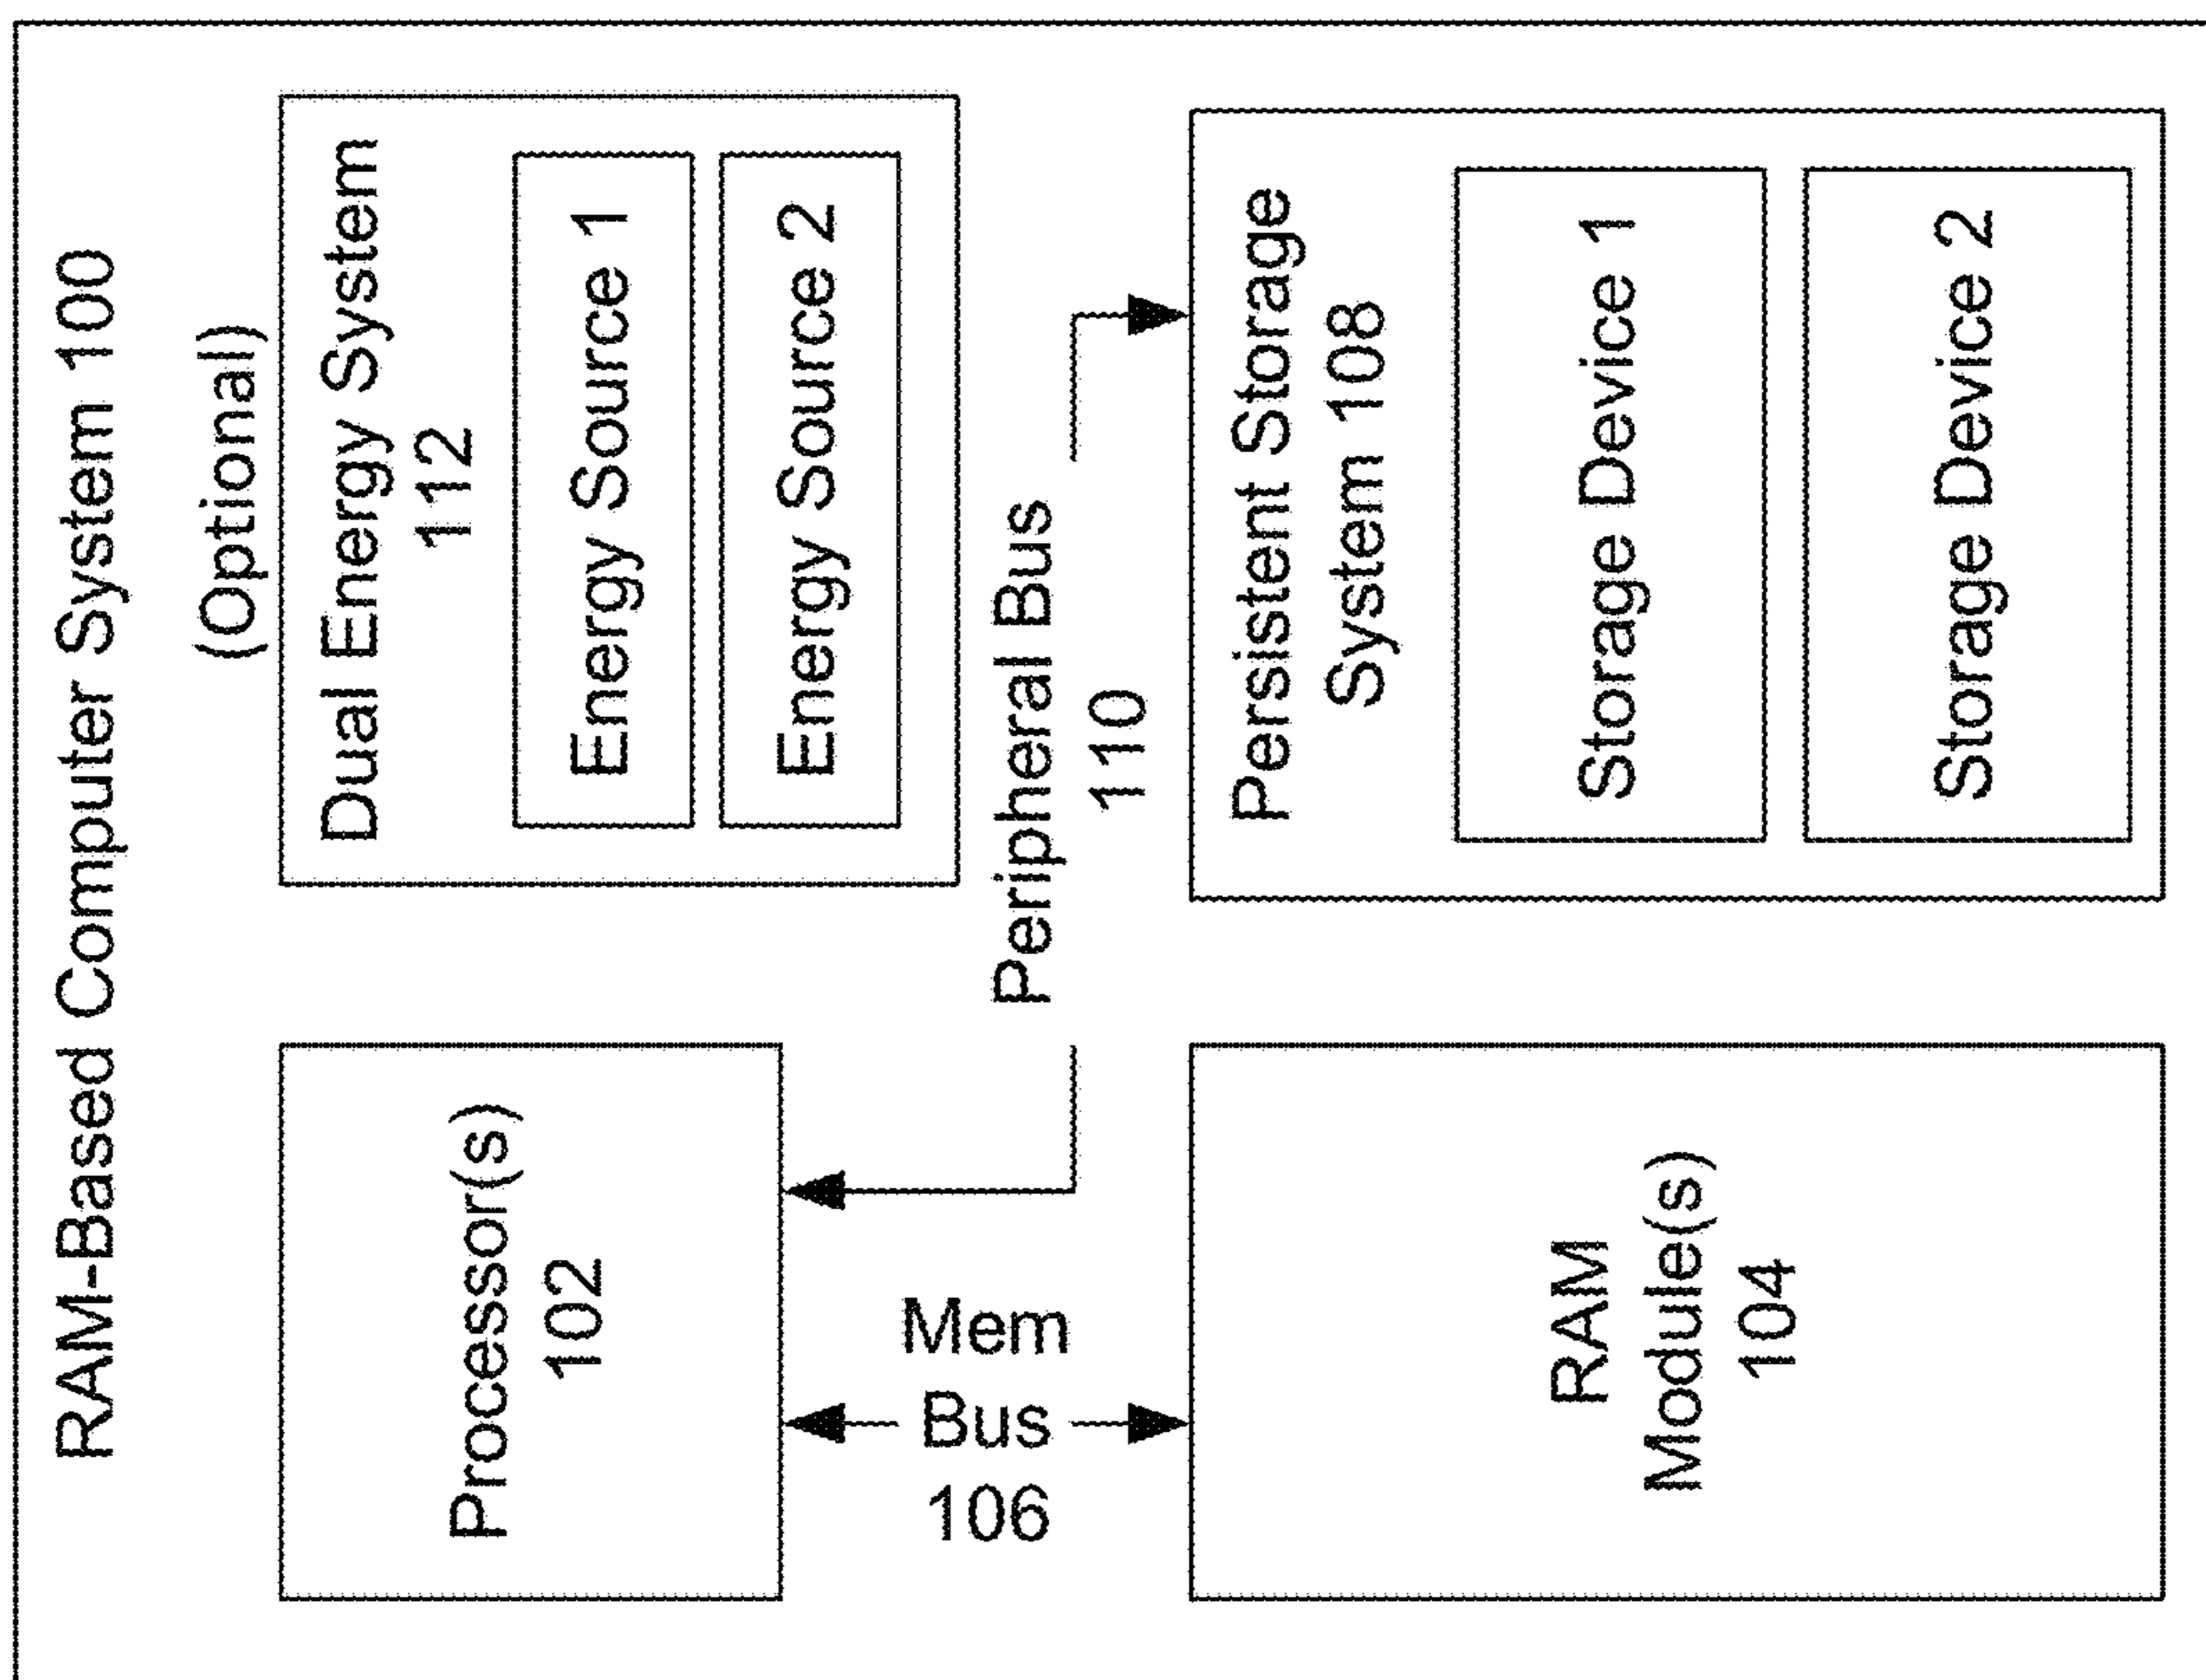 RAM-Based Computer System 100
(Optional)
Processor(s)
102
Dual Energy System
112
Energy Source 1
Energy Source 2
Mem
Bus
106
Peripheral Bus
110
RAM
Module(s)
104
Persistent Storage
System 108
Storage Device 1
Storage Device 2